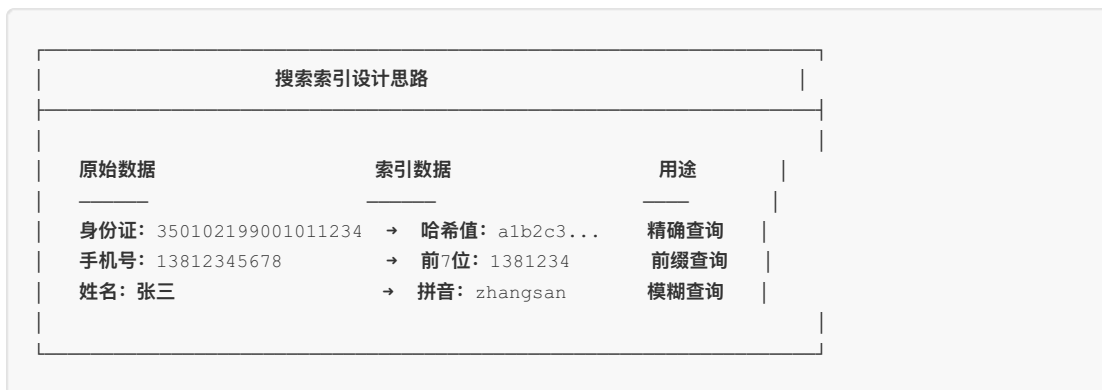 搜索索引设计思路
原始数据 索引数据 用途
身份证：350102199001011234 → 哈希值：a1b2c3... 精确查询
手机号：13812345678 → 前7位：1381234 前缀查询
姓名：张三 → 拼音：zhangsan 模糊查询